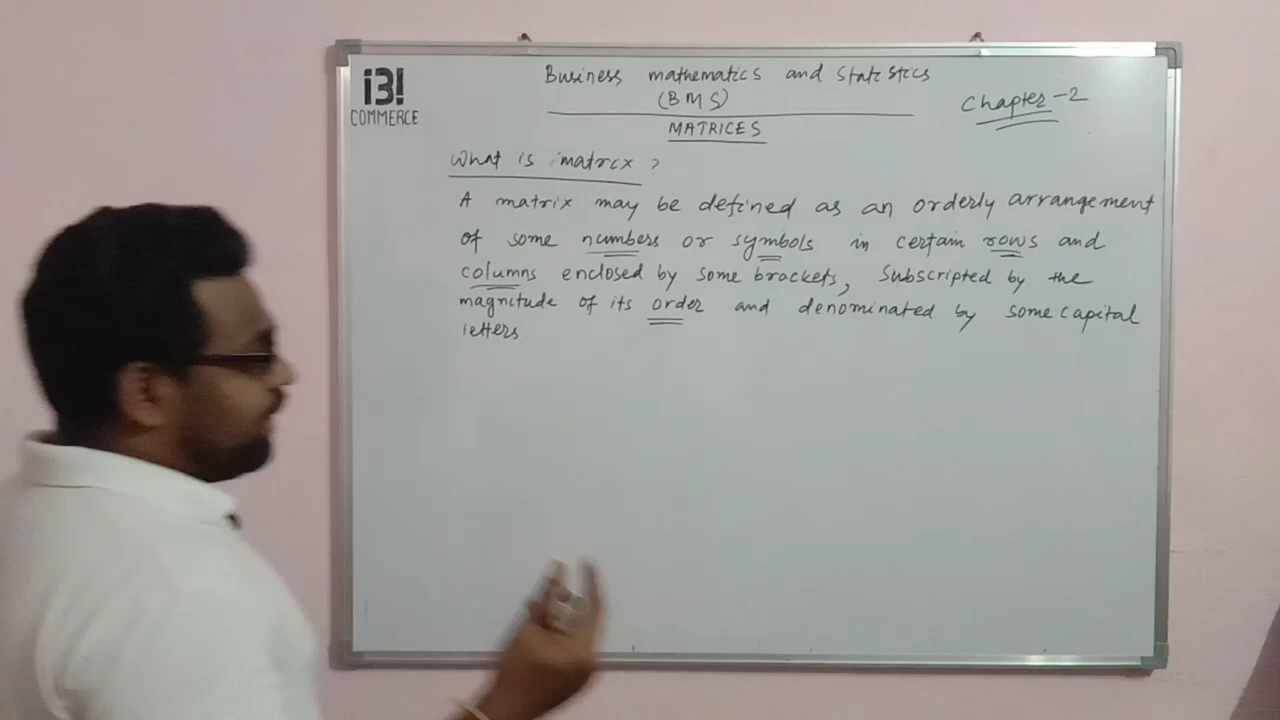 i3!
COMMERCE
Business mathematics and statistics
(BMS)
Chapter-2
MATRICES
What is matrix ?
A matrix may be defined as an orderly arrangement
of some numbers or symbols in certain rows and
columns enclosed by some brackets, subscripted by the
magnitude of its order and denominated by some capital
letters